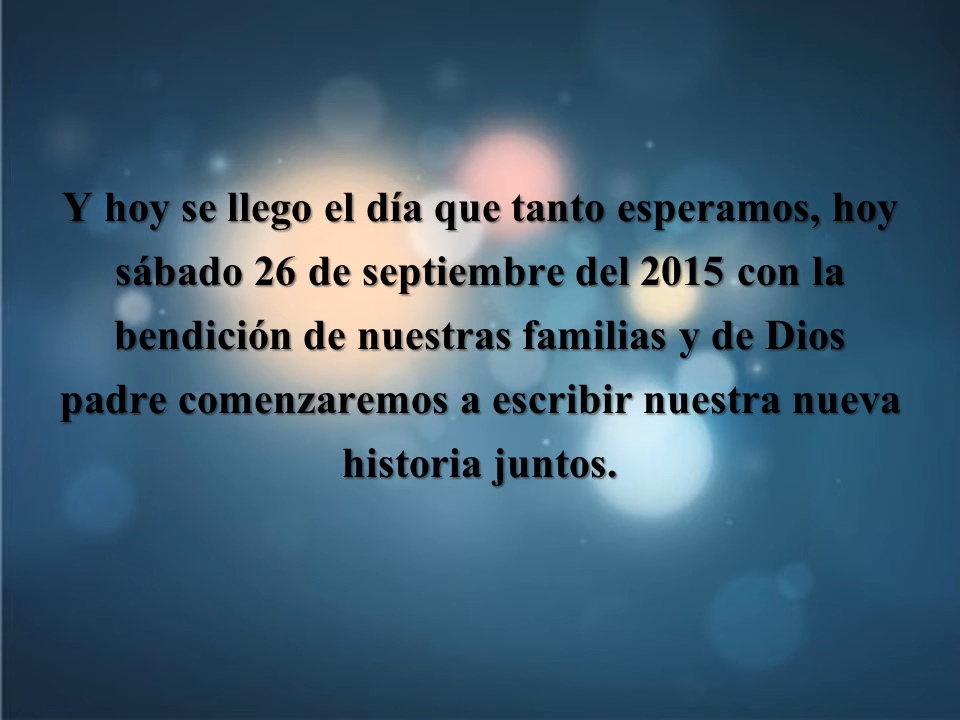 Y hoy se llego el día que tanto esperamos, hoy
sábado 26 de septiembre del 2015 con la
bendición de nuestras familias y de Dios
padre comenzaremos a escribir nuestra nueva
historia juntos.